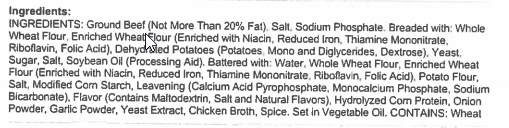 Ingredients:
INGREDIENTS: Ground Beef (Not More Than 20% Fat), Salt, Sodium Phosphate. Breaded with: Whole
Wheat Flour, Enriched Wheat Flour (Enriched with Niacin, Reduced Iron, Thiamine Mononitrate,
Riboflavin, Folic Acid), Dehydrated Potatoes (Potatoes, Mono and Diglycerides, Dextrose), Yeast,
Sugar, Salt, Soybean Oil (Processing Aid). Battered with: Water, Whole Wheat Flour, Enriched Wheat
Flour (Enriched with Niacin, Reduced Iron, Thiamine Mononitrate, Riboflavin, Folic Acid), Potato Flour,
Salt, Modified Corn Starch, Leavening (Calcium Acid Pyrophosphate, Monocalcium Phosphate, Sodium
Bicarbonate), Flavor (Contains Maltodextrin, Salt and Natural Flavors), Hydrolyzed Corn Protein, Onion
Powder, Garlic Powder, Yeast Extract, Chicken Broth, Spice. Set in Vegetable Oil. CONTAINS: Wheat